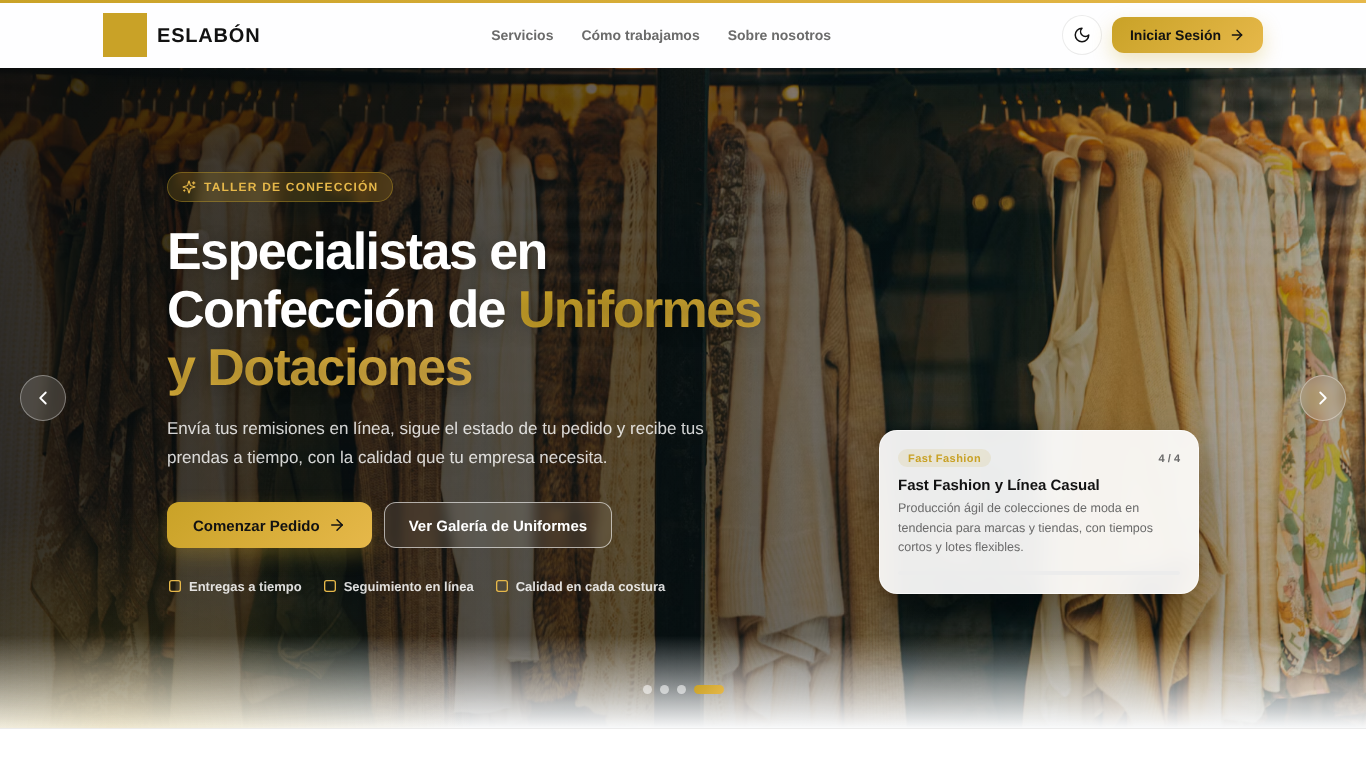 ESLABÓN
Servicios
Cómo trabajamos
Sobre nosotros
Iniciar Sesión
TALLER DE CONFECCIÓN
Especialistas en
Confección de Uniformes
y Dotaciones
Envía tus remisiones en línea, sigue el estado de tu pedido y recibe tus
prendas a tiempo, con la calidad que tu empresa necesita.
Comenzar Pedido
Ver Galería de Uniformes
Entregas a tiempo
Seguimiento en línea
Calidad en cada costura
Fast Fashion
4 / 4
Fast Fashion y Línea Casual
Producción ágil de colecciones de moda en
tendencia para marcas y tiendas, con tiempos
cortos y lotes flexibles.